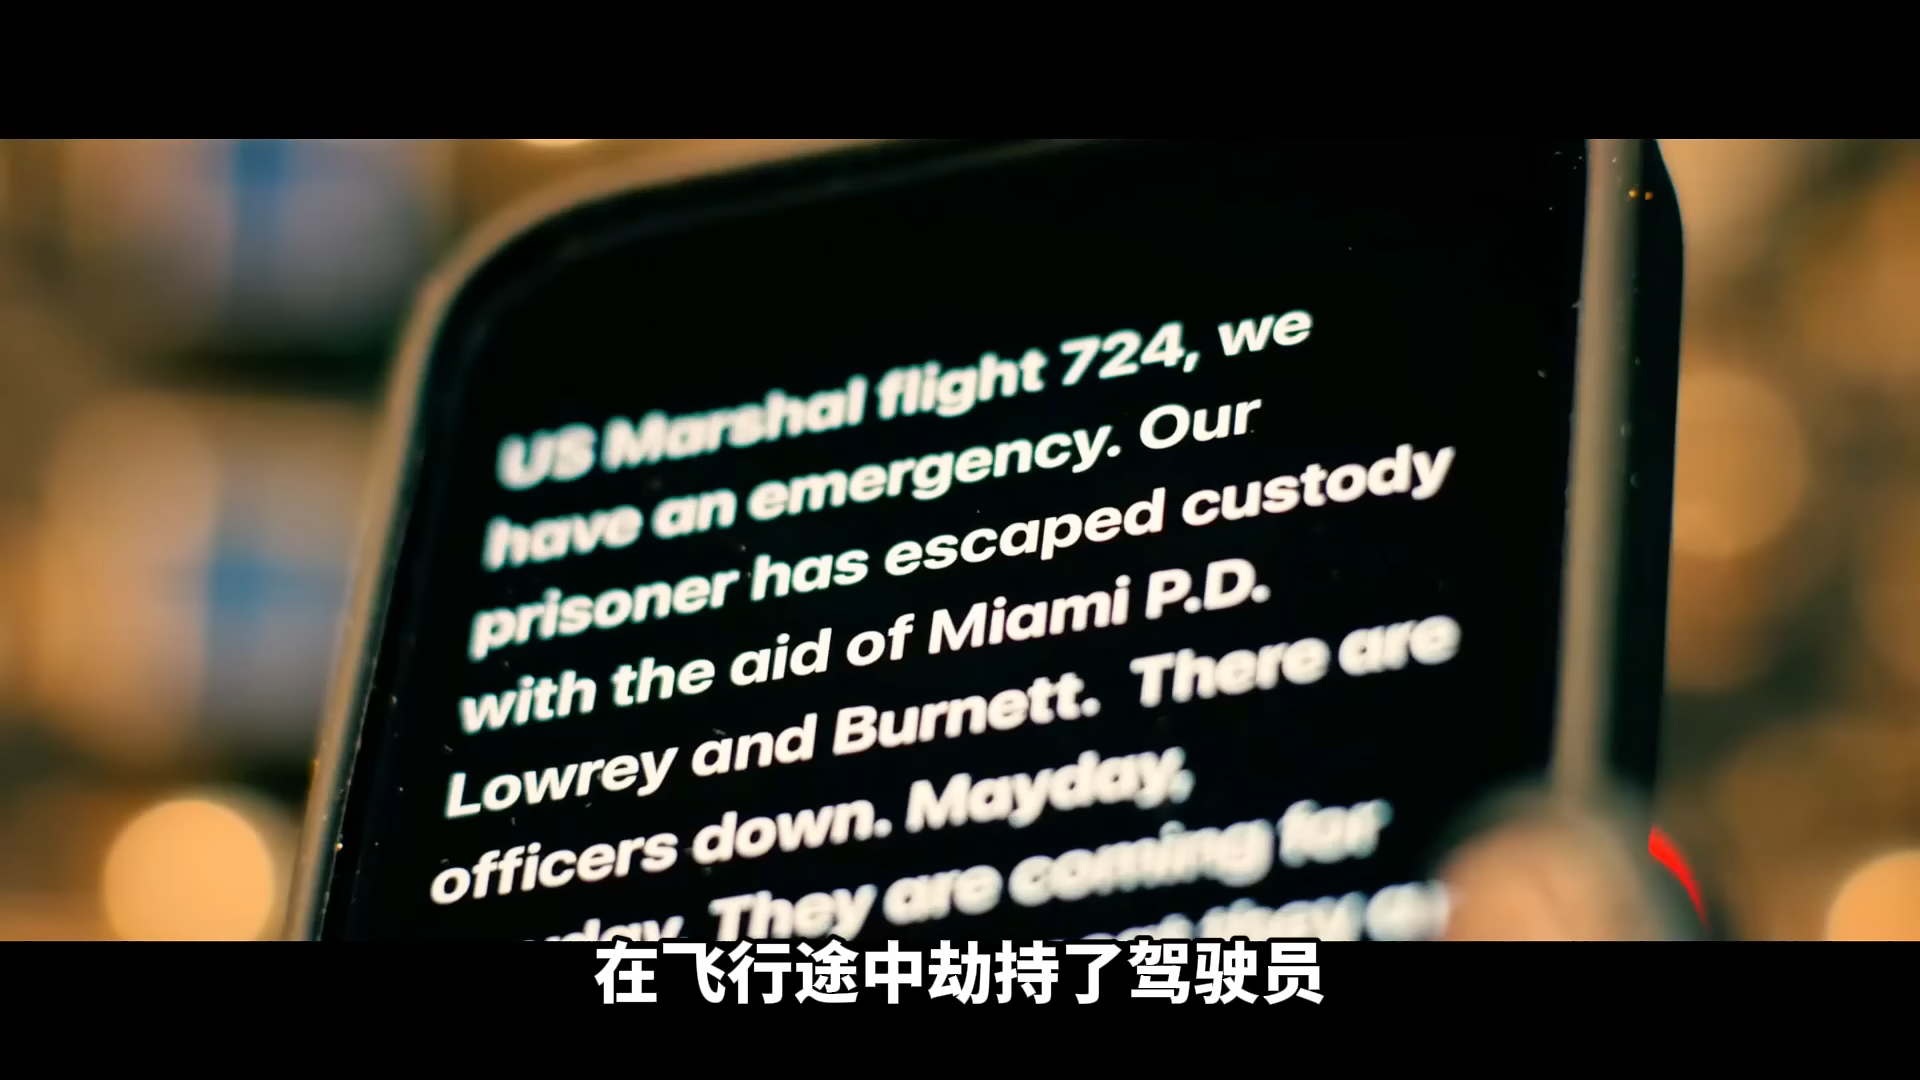 US Marshal flight 724, we
have an emergency. Our
prisoner has escaped custody
with the aid of Miami P.D.
Lowrey and Burnett. There are
officers down. Mayday,
They are coming for
they
在飞行途中劫持了驾驶员